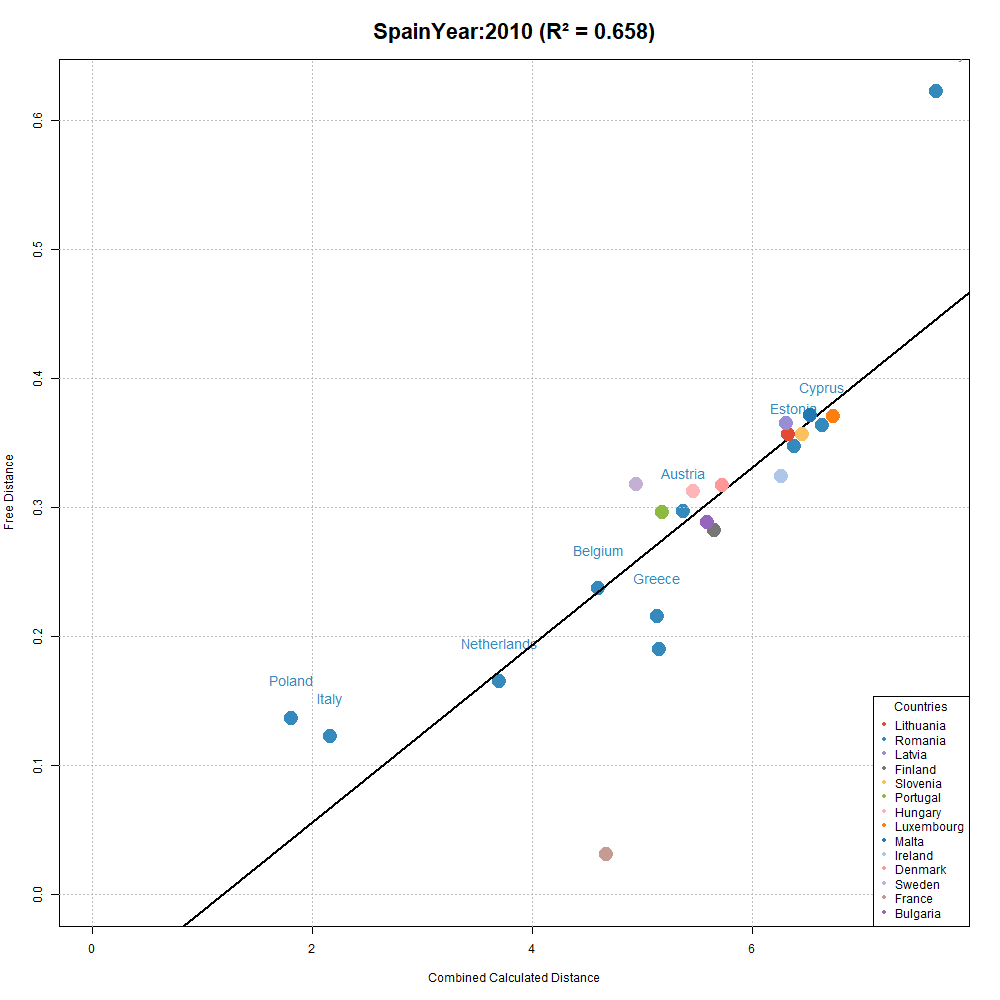 SpainYear:2010 (R² = 0.658)
Free Distance
0.6
0.5
0.4
0.3
0.2
0.1
0.0
Cyprus
Estonia
Austria
Belgium
Greece
Netherlands
Poland
Italy
Countries
Lithuania
Romania
Latvia
Finland
Slovenia
Portugal
Hungary
Luxembourg
Malta
Ireland
Denmark
Sweden
France
Bulgaria
0 2 4 6
Combined Calculated Distance